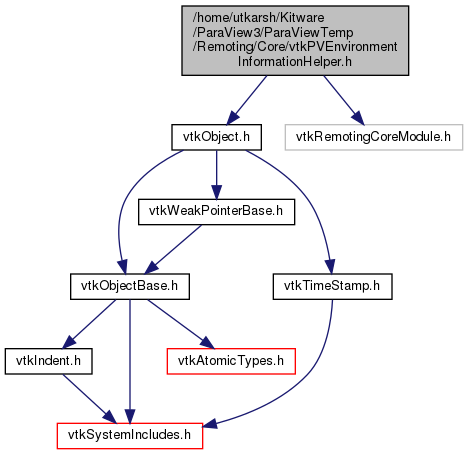 /home/utkarsh/Kitware
/ParaView3/ParaViewTemp
/Remoting/Core/vtkPVEnvironment
InformationHelper.h
vtkObject.h
vtkRemotingCoreModule.h
vtkWeakPointerBase.h
vtkObjectBase.h
vtkTimeStamp.h
vtkIndent.h
vtkAtomicTypes.h
vtkSystemIncludes.h